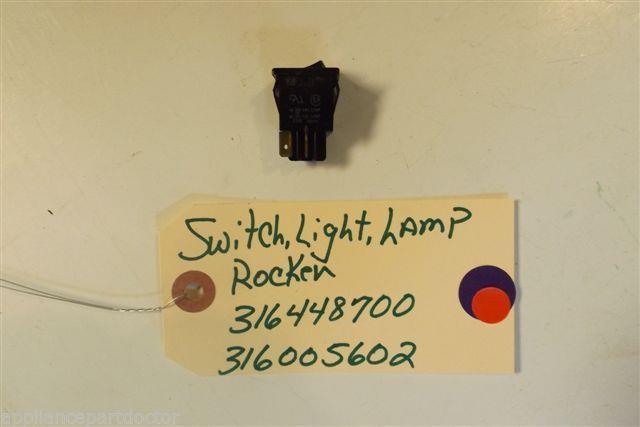 Switch, Light, LAMP
Rocker
316448700
316005602
appliancepartdoctor